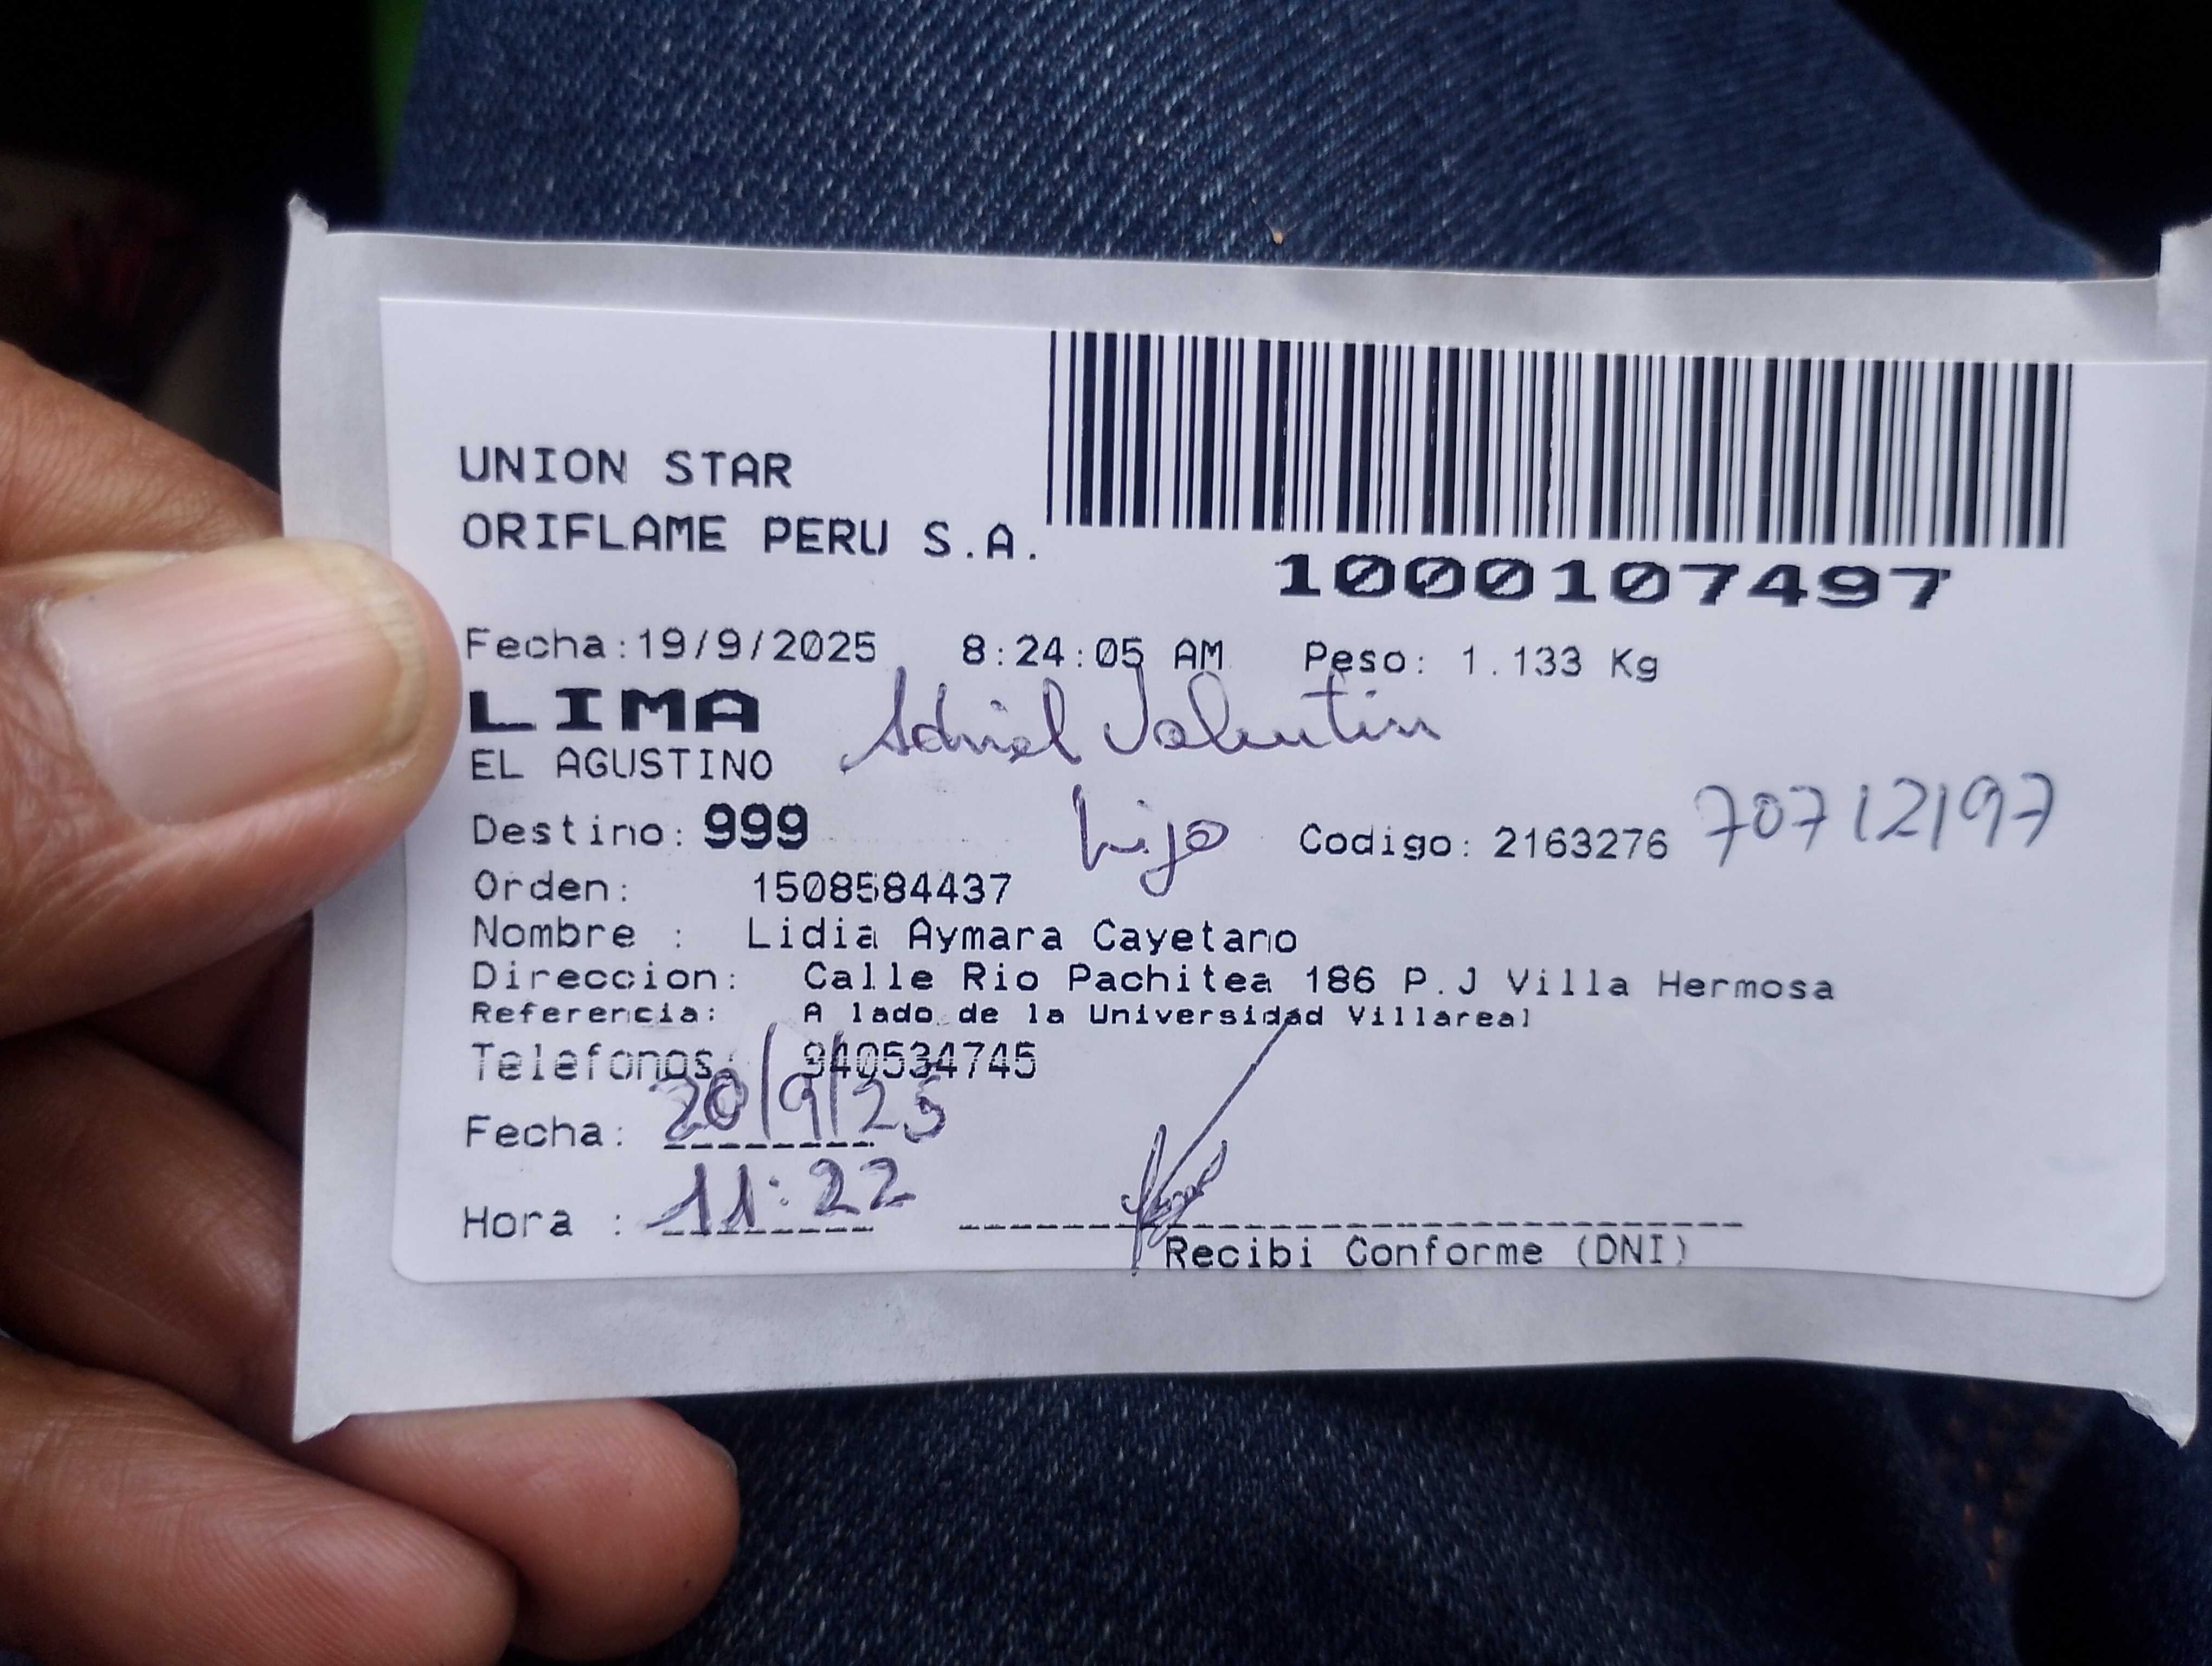 UNION STAR
ORIFLAME PERU S.A.
1000107497
Fecha:19/9/2025 8:24:05 AM Peso: 1.133 Kg
LIMA
Adriel Valentin
EL AGUSTINO
Destino: 999 hijo Codigo: 2163276 70712197
Orden: 1508584437
Nombre : Lidia Aymara Cayetano
Direccion: Calle Rio Pachitea 186 P.J Villa Hermosa
Referencia: A lado de la Universidad Villareal
Telefonos: 940534745
Fecha: 20/9/25
Hora : 11:22
Recibi Conforme (DNI)